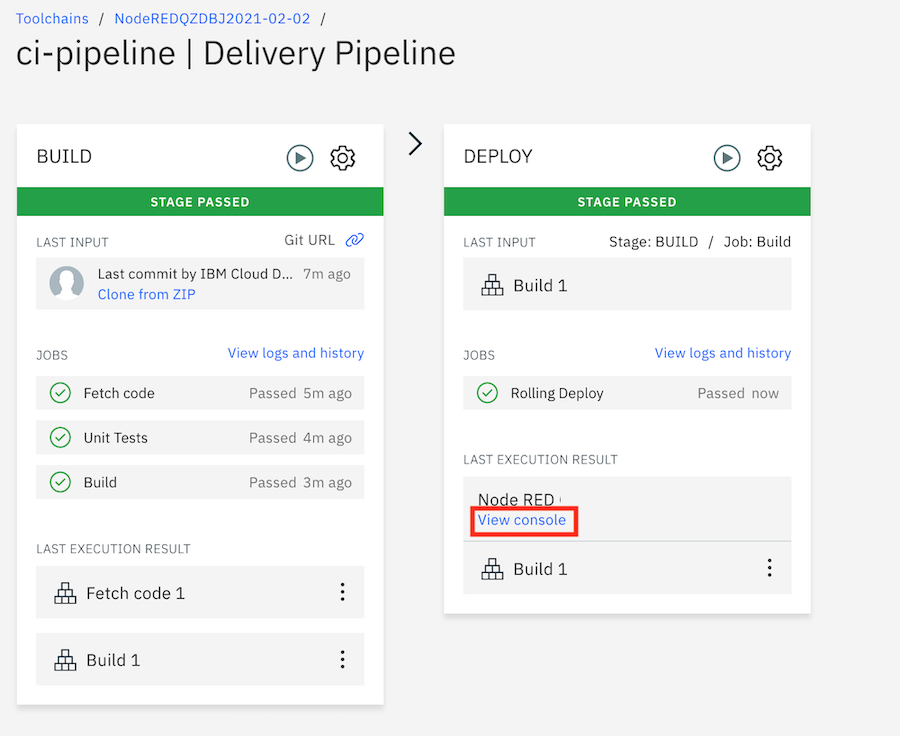 Toolchains / NodeREDQZDBJ2021-02-02 /
ci-pipeline | Delivery Pipeline
BUILD
STAGE PASSED
LAST INPUT Git URL
Last commit by IBM Cloud D... 7m ago
Clone from ZIP
JOBS View logs and history
Fetch code Passed 5m ago
Unit Tests Passed 4m ago
Build Passed 3m ago
LAST EXECUTION RESULT
Fetch code 1
Build 1
DEPLOY
STAGE PASSED
LAST INPUT Stage: BUILD / Job: Build
Build 1
JOBS View logs and history
Rolling Deploy Passed now
LAST EXECUTION RESULT
Node RED
View console
Build 1